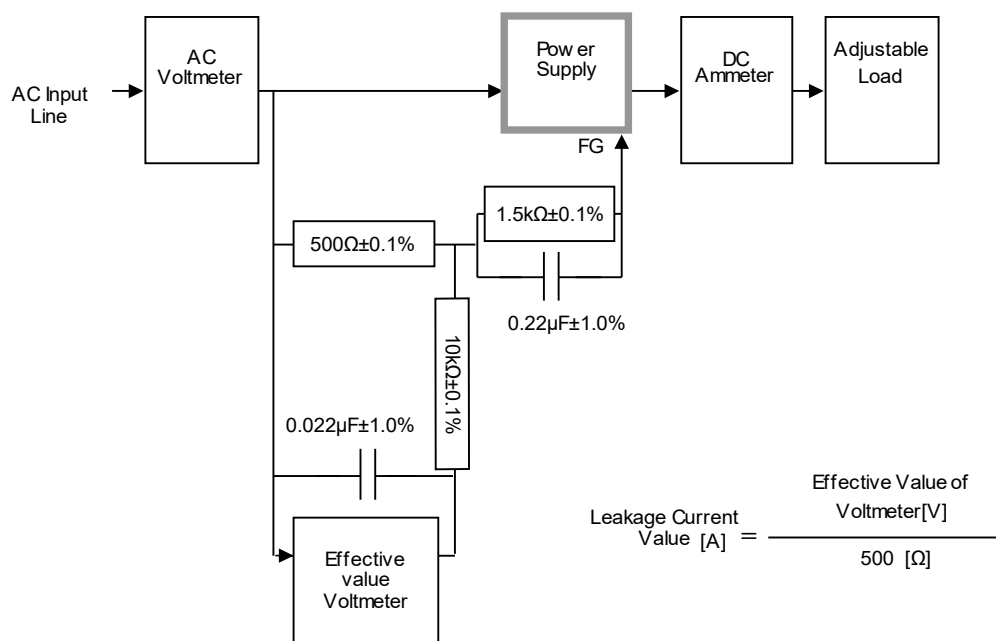 AC Input
Line
AC
Voltmeter
Power
Supply
DC
Ammeter
Adjustable
Load
FG
1.5kΩ±0.1%
500Ω±0.1%
0.22µF±1.0%
10kΩ±0.1%
0.022µF±1.0%
Effective
value
Voltmeter
Leakage Current
Value [A]
=
Effective Value of
Voltmeter[V]
500 [Ω]